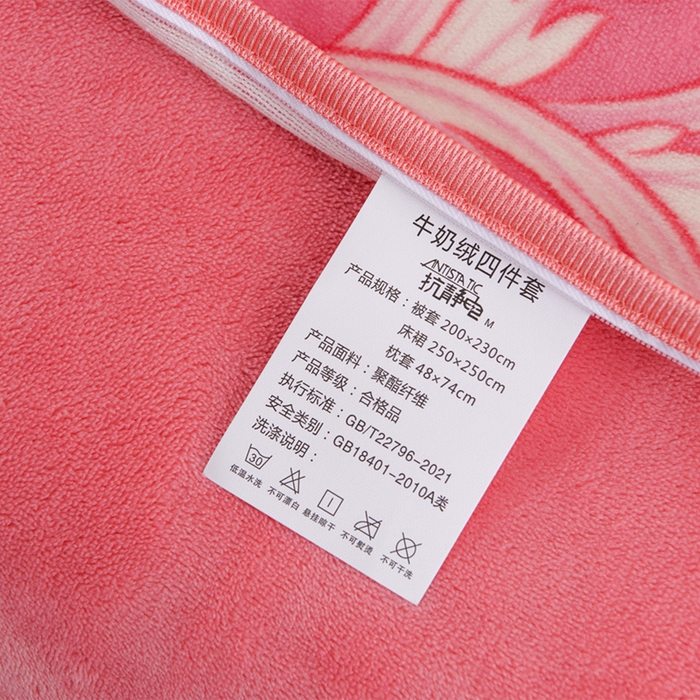 牛奶绒四件套
ANTISTATIC
抗静电 M
产品规格：被套 200×230cm
床裙 250×250cm
枕套 48×74cm
产品面料：聚酯纤维
产品等级：合格品
执行标准：GB/T22796-2021
安全类别：GB18401-2010A类
洗涤说明：
30
低温水洗 不可漂白 悬挂晾干 不可熨烫 不可干洗